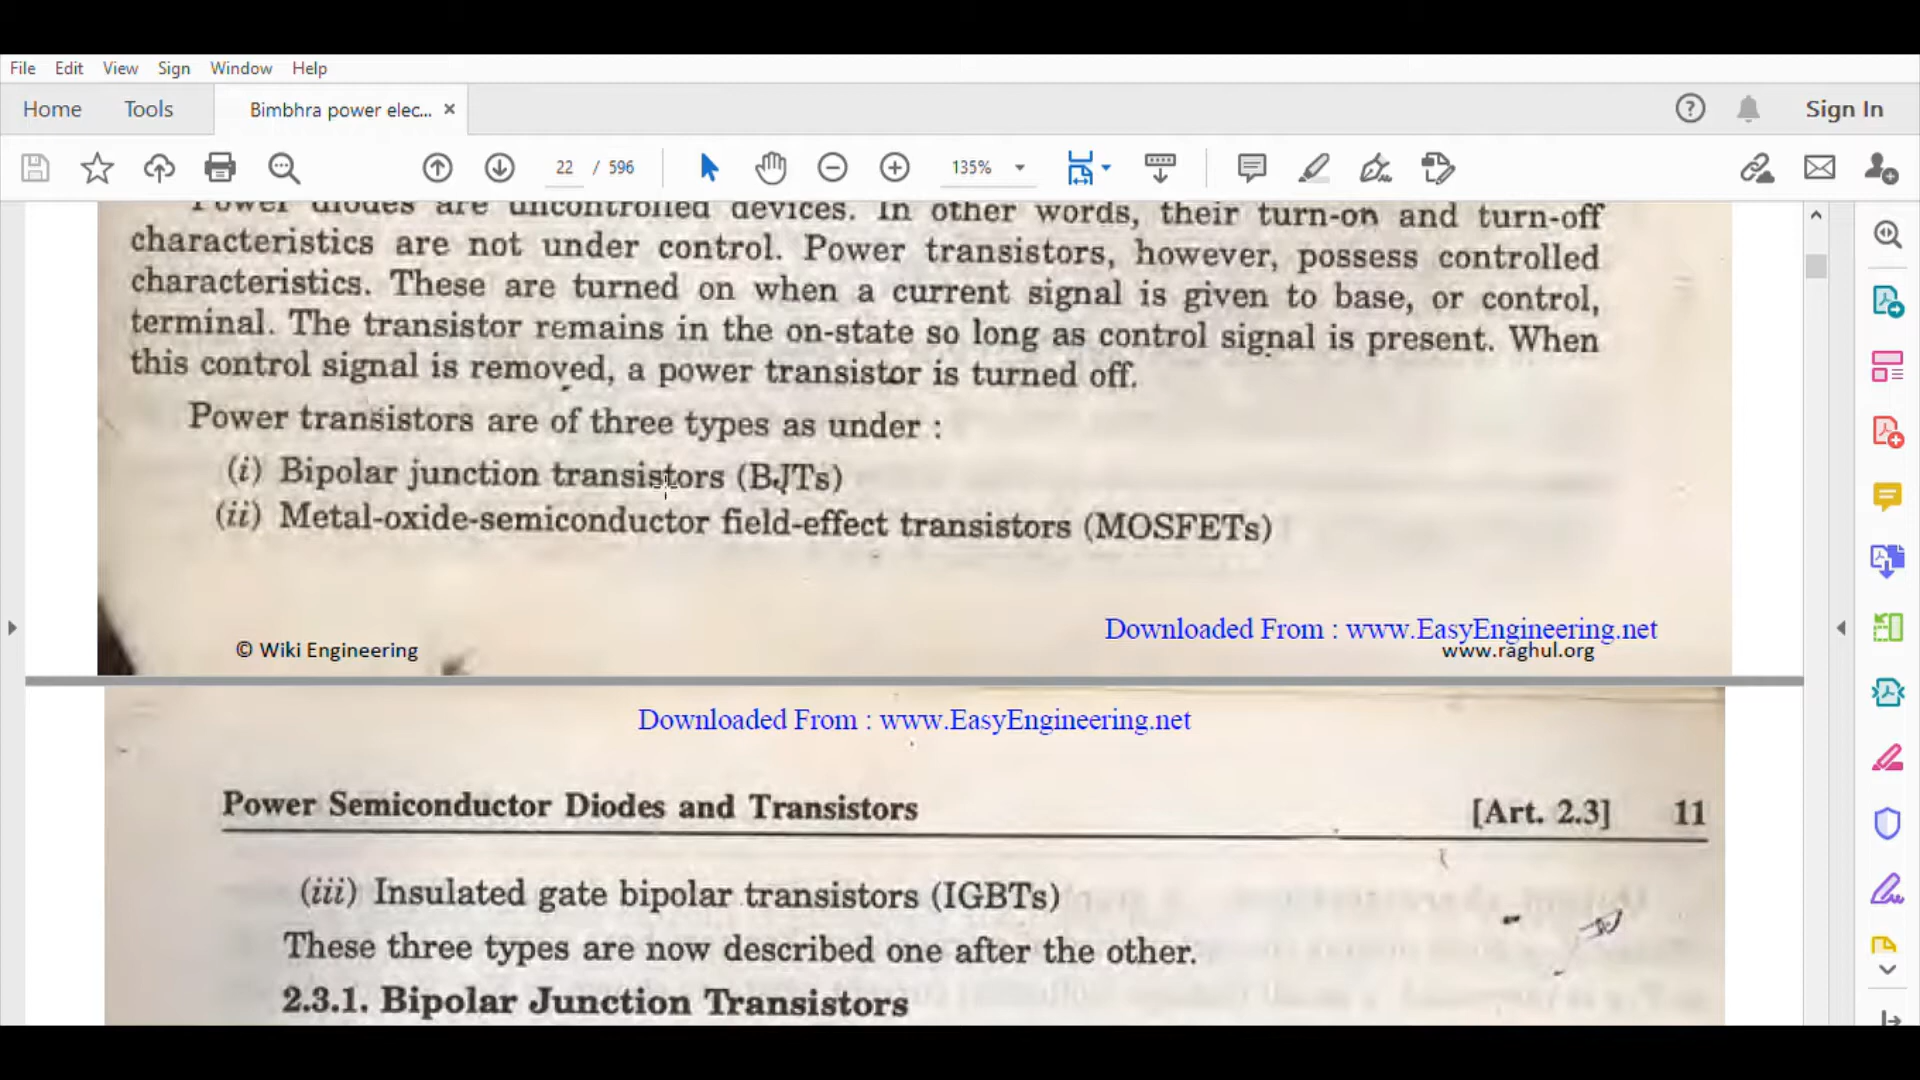 File Edit View Sign Window Help
Home Tools Bimbhra power elec... × Sign In
22 / 596 135%
Power diodes are uncontrolled devices. In other words, their turn-on and turn-off
characteristics are not under control. Power transistors, however, possess controlled
characteristics. These are turned on when a current signal is given to base, or control,
terminal. The transistor remains in the on-state so long as control signal is present. When
this control signal is removed, a power transistor is turned off.
Power transistors are of three types as under :
(i) Bipolar junction transistors (BJTs)
(ii) Metal-oxide-semiconductor field-effect transistors (MOSFETs)
Downloaded From : www.EasyEngineering.net
© Wiki Engineering www.raghul.org
Downloaded From : www.EasyEngineering.net
Power Semiconductor Diodes and Transistors [Art. 2.3] 11
(iii) Insulated gate bipolar transistors (IGBTs)
These three types are now described one after the other.
2.3.1. Bipolar Junction Transistors